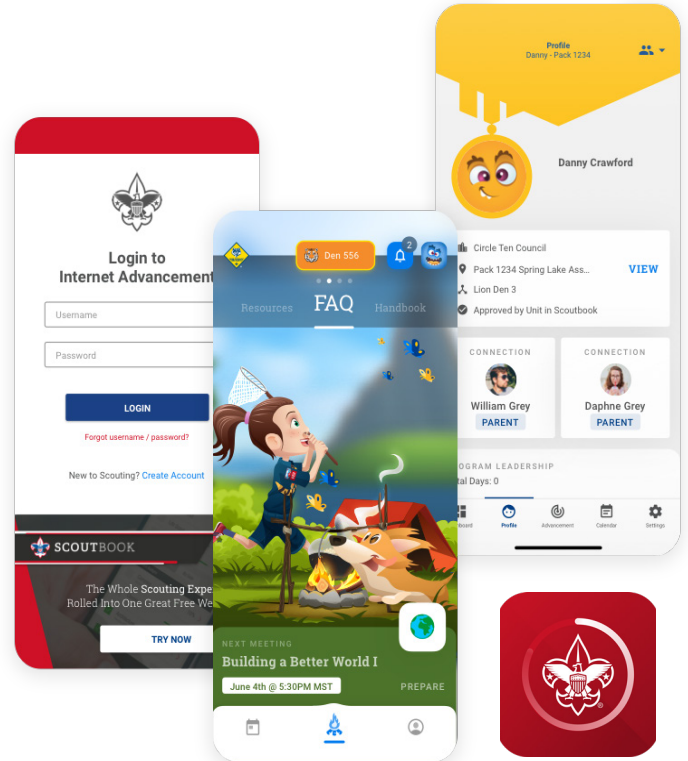 Login to
Internet Advancement
Username
Password
LOGIN
Forgot username / password?
New to Scouting? Create Account
SCOUTBOOK
The Whole Scouting Expe
Rolled Into One Great Free We
TRY NOW
Den 556
2
Resources
FAQ
Handbook
NEXT MEETING
Building a Better World I
June 4th @ 5:30PM MST
PREPARE
Profile
Danny - Pack 1234
Danny Crawford
Circle Ten Council
Pack 1234 Spring Lake Ass...
VIEW
Lion Den 3
Approved by Unit in Scoutbook
CONNECTION
William Grey
PARENT
CONNECTION
Daphne Grey
PARENT
OGRAM LEADERSHIP
tal Days: 0
board
Profile
Advancement
Calendar
Settings